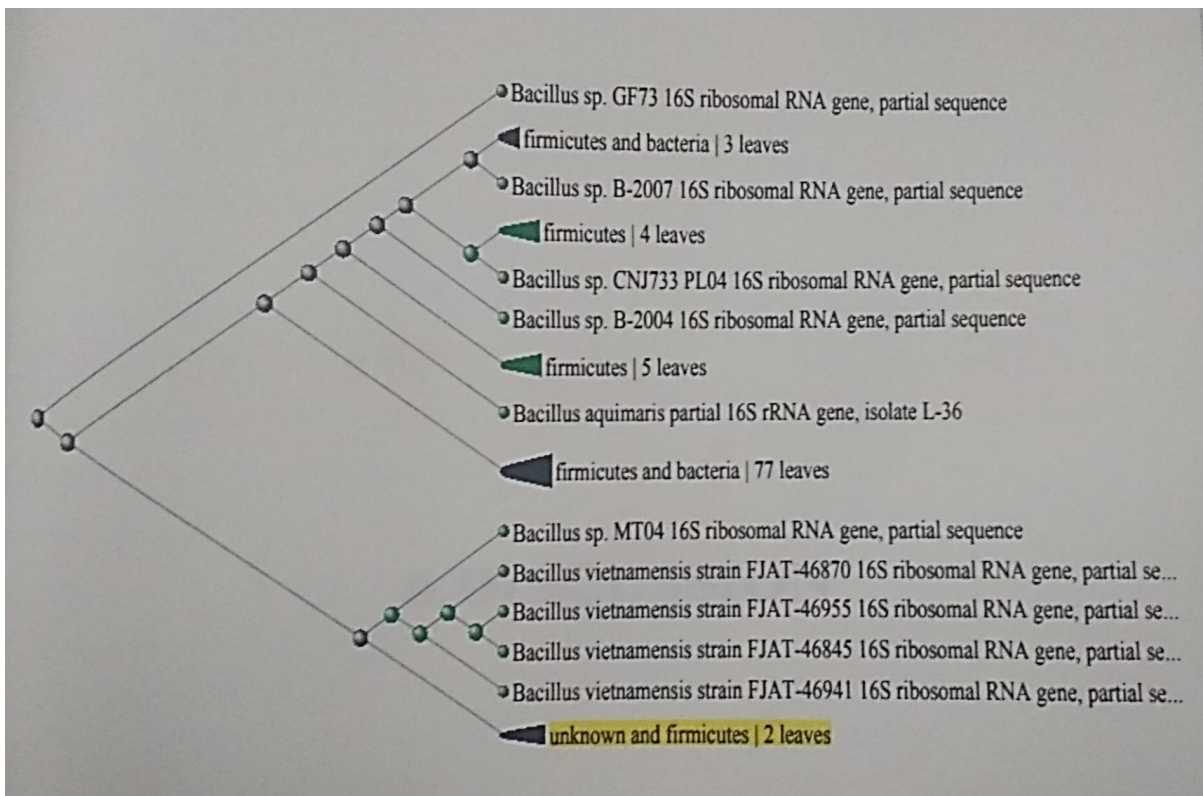 Bacillus sp. GF73 16S ribosomal RNA gene, partial sequence
firmicutes and bacteria | 3 leaves
Bacillus sp. B-2007 16S ribosomal RNA gene, partial sequence
firmicutes | 4 leaves
Bacillus sp. CNJ733 PL04 16S ribosomal RNA gene, partial sequence
Bacillus sp. B-2004 16S ribosomal RNA gene, partial sequence
firmicutes | 5 leaves
Bacillus aquimaris partial 16S rRNA gene, isolate L-36
firmicutes and bacteria | 77 leaves
Bacillus sp. MT04 16S ribosomal RNA gene, partial sequence
Bacillus vietnamensis strain FJAT-46870 16S ribosomal RNA gene, partial se...
Bacillus vietnamensis strain FJAT-46955 16S ribosomal RNA gene, partial se...
Bacillus vietnamensis strain FJAT-46845 16S ribosomal RNA gene, partial se...
Bacillus vietnamensis strain FJAT-46941 16S ribosomal RNA gene, partial se...
unknown and firmicutes | 2 leaves